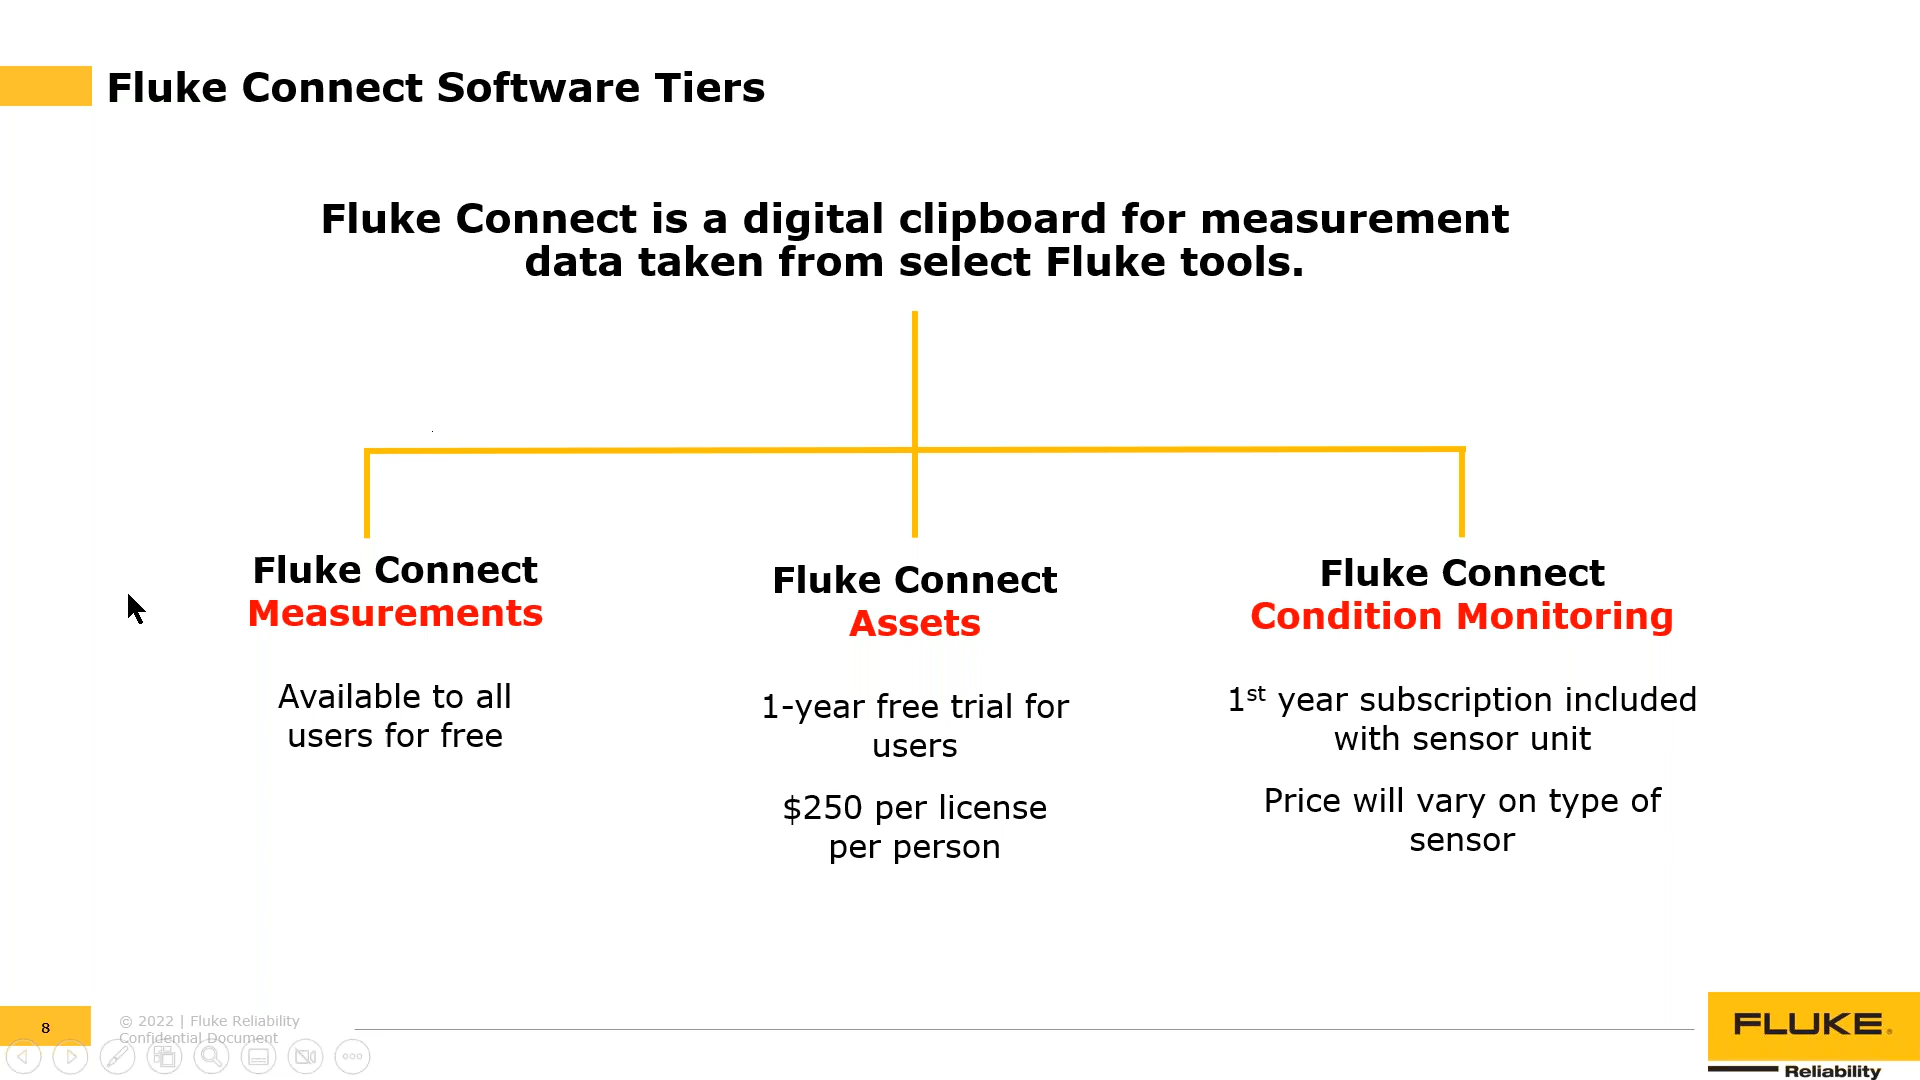 Fluke Connect Software Tiers
Fluke Connect is a digital clipboard for measurement
data taken from select Fluke tools.
Fluke Connect
Measurements
Available to all
users for free
Fluke Connect
Assets
1-year free trial for
users
$250 per license
per person
Fluke Connect
Condition Monitoring
1st year subscription included
with sensor unit
Price will vary on type of
sensor
8
© 2022 | Fluke Reliability
Confidential Document
FLUKE®
Reliability